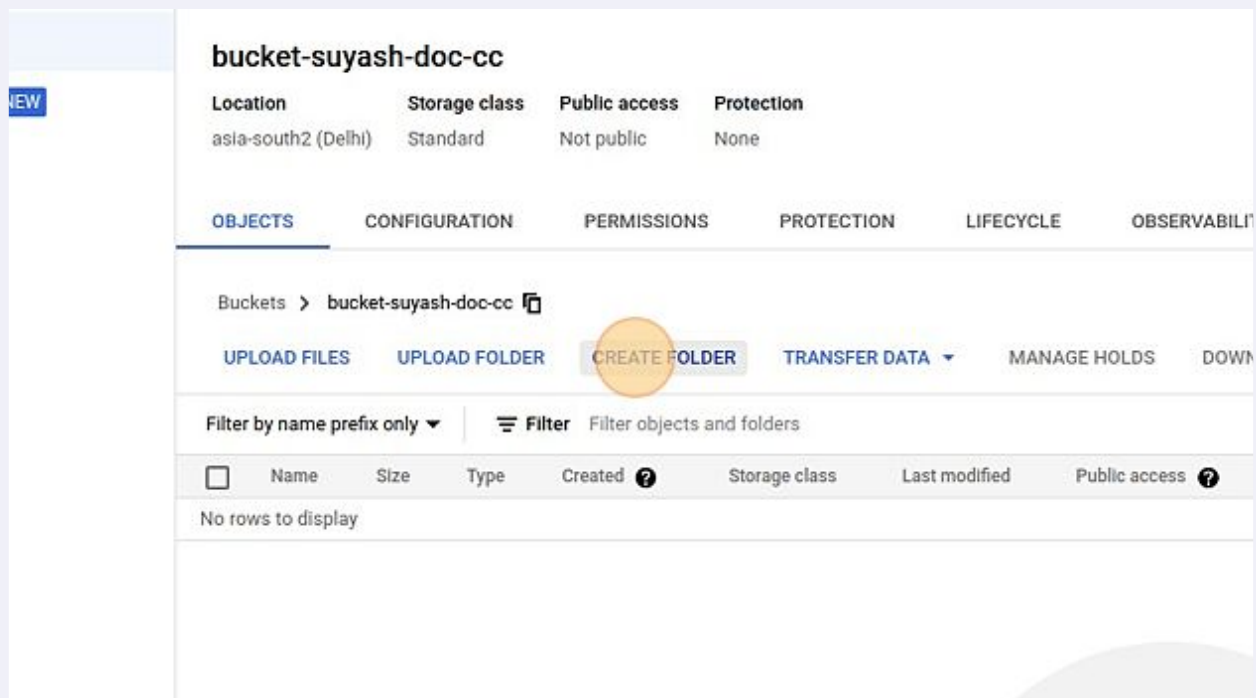 bucket-suyash-doc-cc
NEW
Location Storage class Public access Protection
asia-south2 (Delhi) Standard Not public None
OBJECTS CONFIGURATION PERMISSIONS PROTECTION LIFECYCLE
Buckets > bucket-suyash-doc-cc
UPLOAD FILES UPLOAD FOLDER CREATE FOLDER TRANSFER DATA MANAGE HOLDS
Filter by name prefix only Filter Filter objects and folders
Name Size Type Created ? Storage class Last modified Public access ?
No rows to display